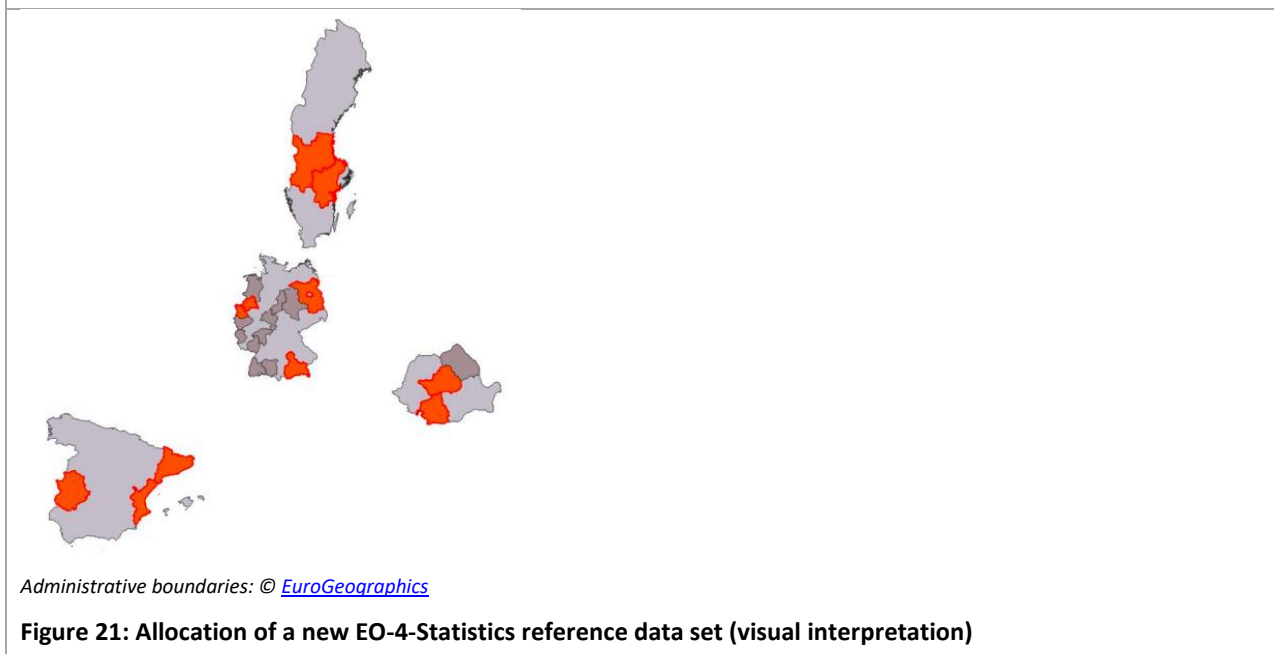 Administrative boundaries: © EuroGeographics
Figure 21: Allocation of a new EO-4-Statistics reference data set (visual interpretation)